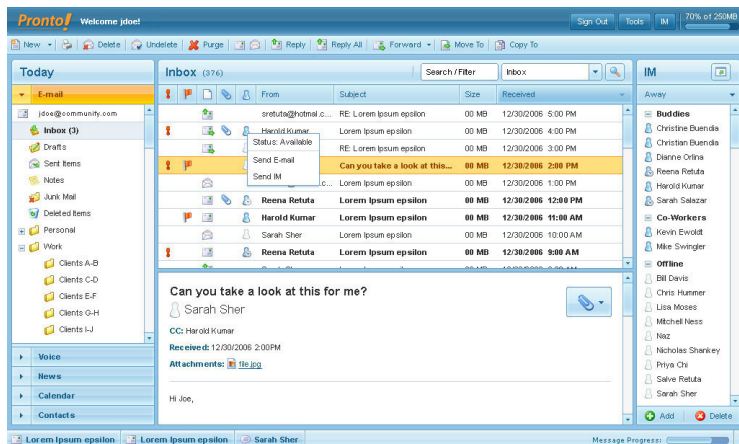 Pronto! Welcome jdoe! Sign Out Tools IM 70% of 250MB
New Delete Undelete Purge Reply Reply All Forward Move To Copy To
Today
E-mail
jdoe@communify.com
Inbox (3)
Drafts
Sent Items
Notes
Junk Mail
Deleted Items
Personal
Work
Clients A-B
Clients C-D
Clients E-F
Clients G-H
Clients I-J
Voice
News
Calendar
Contacts
Inbox (376) Search/Filter Inbox
From Subject Size Received
sretuta@hotmail.c... RE: Lorem Ipsum epsilon 00 MB 12/30/2006 5:00 PM
Harold Kumar Lorem Ipsum epsilon 00 MB 12/30/2006 4:00 PM
RE: Lorem Ipsum epsilon 00 MB 12/30/2006 3:00 PM
Can you take a look at this... 00 MB 12/30/2006 2:00 PM
Lorem Ipsum epsilon 00 MB 12/30/2006 1:00 PM
Reena Retuta Lorem Ipsum epsilon 00 MB 12/30/2006 12:00 PM
Harold Kumar Lorem Ipsum epsilon 00 MB 12/30/2006 11:00 AM
Sarah Sher Lorem Ipsum epsilon 00 MB 12/30/2006 10:00 AM
Reena Retuta Lorem Ipsum epsilon 00 MB 12/30/2006 9:00 AM
Status: Available
Send E-mail
Send IM
Can you take a look at this for me?
Sarah Sher
CC: Harold Kumar
Received: 12/30/2006 2:00PM
Attachments: file.jpg
Hi Joe,
IM
Away
Buddies
Christine Buendia
Christian Buendia
Dianne Orlina
Reena Retuta
Harold Kumar
Sarah Salazar
Co-Workers
Kevin Ewoldt
Mike Swingler
Offline
Bill Davis
Chris Hummer
Lisa Moses
Mitchell Ness
Naz
Nicholas Shankey
Priya Chi
Salve Retuta
Sarah Sher
Add Delete
Lorem Ipsum epsilon Lorem Ipsum epsilon Sarah Sher Message Progress: